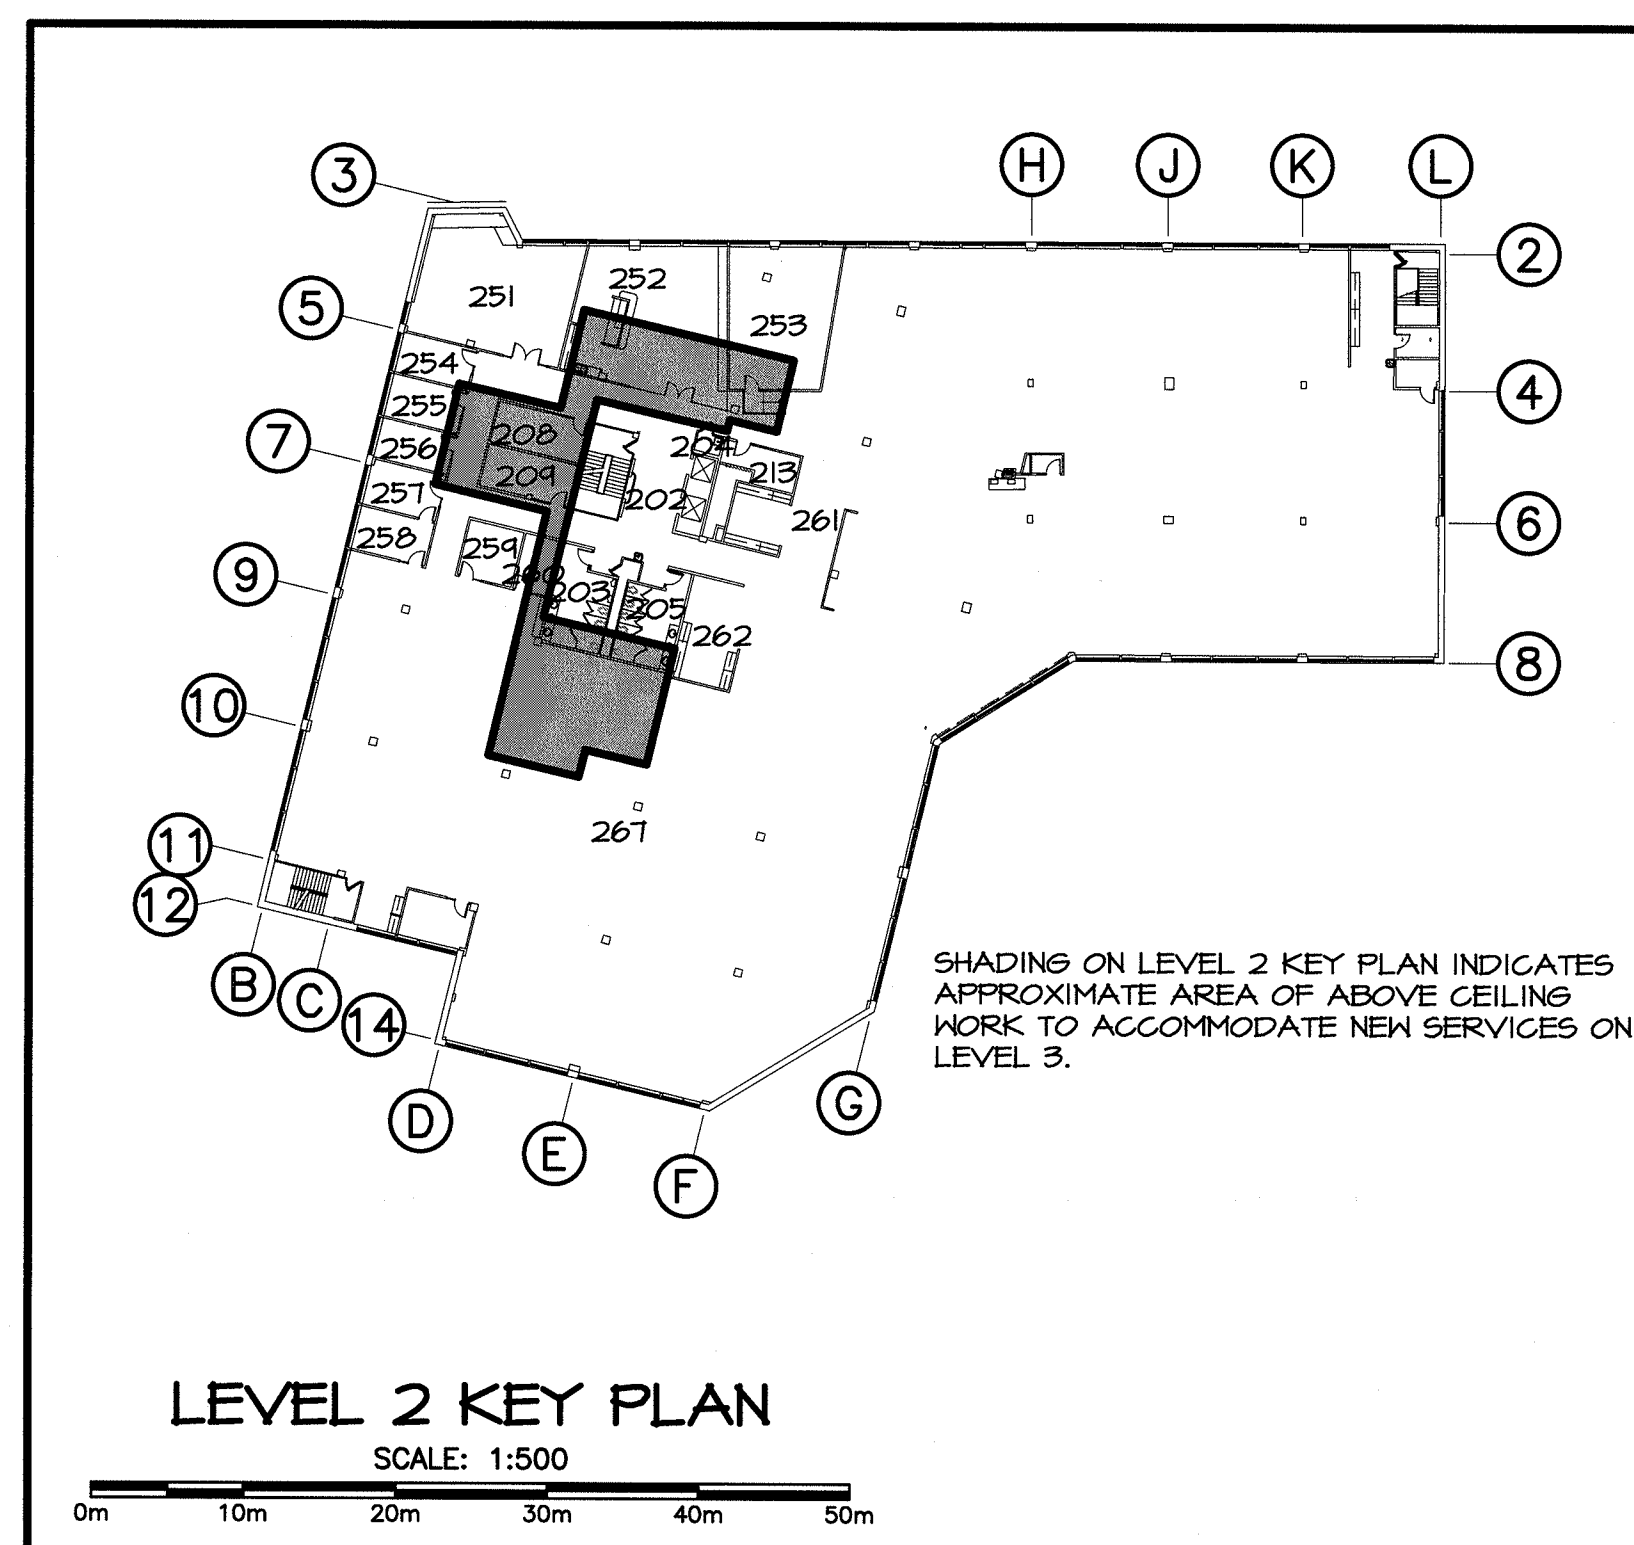 H J K L
3
2
252
251
5
253
254
4
255
208
204
7
256
209
213
257
202
261
6
258
259
9
260
203
205
262
8
10
267
11
12
SHADING ON LEVEL 2 KEY PLAN INDICATES
APPROXIMATE AREA OF ABOVE CEILING
WORK TO ACCOMMODATE NEW SERVICES ON
LEVEL 3.
B
C
14
D
E
F
G
LEVEL 2 KEY PLAN
SCALE: 1:500
0m 10m 20m 30m 40m 50m